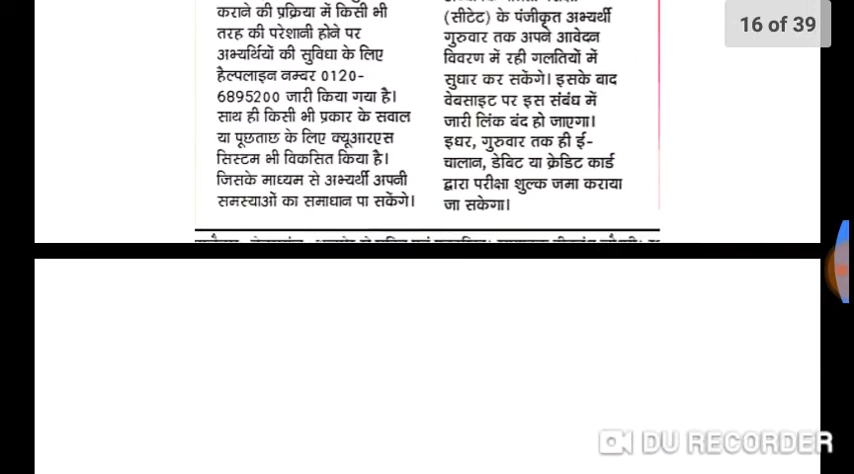 कराने की प्रक्रिया में किसी भी
तरह की परेशानी होने पर
अभ्यर्थियों की सुविधा के लिए
हैल्पलाइन नम्बर 0120-
6895200 जारी किया गया है।
साथ ही किसी भी प्रकार के सवाल
या पूछताछ के लिए क्यूआरएस
सिस्टम भी विकसित किया है।
जिसके माध्यम से अभ्यर्थी अपनी
समस्याओं का समाधान पा सकेंगे।
(सीटेट) के पंजीकृत अभ्यर्थी
गुरुवार तक अपने आवेदन
विवरण में रही गलतियों में
सुधार कर सकेंगे। इसके बाद
वेबसाइट पर इस संबंध में
जारी लिंक बंद हो जाएगा।
इधर, गुरुवार तक ही ई-
चालान, डेबिट या क्रेडिट कार्ड
द्वारा परीक्षा शुल्क जमा कराया
जा सकेगा।
16 of 39
DU RECORDER